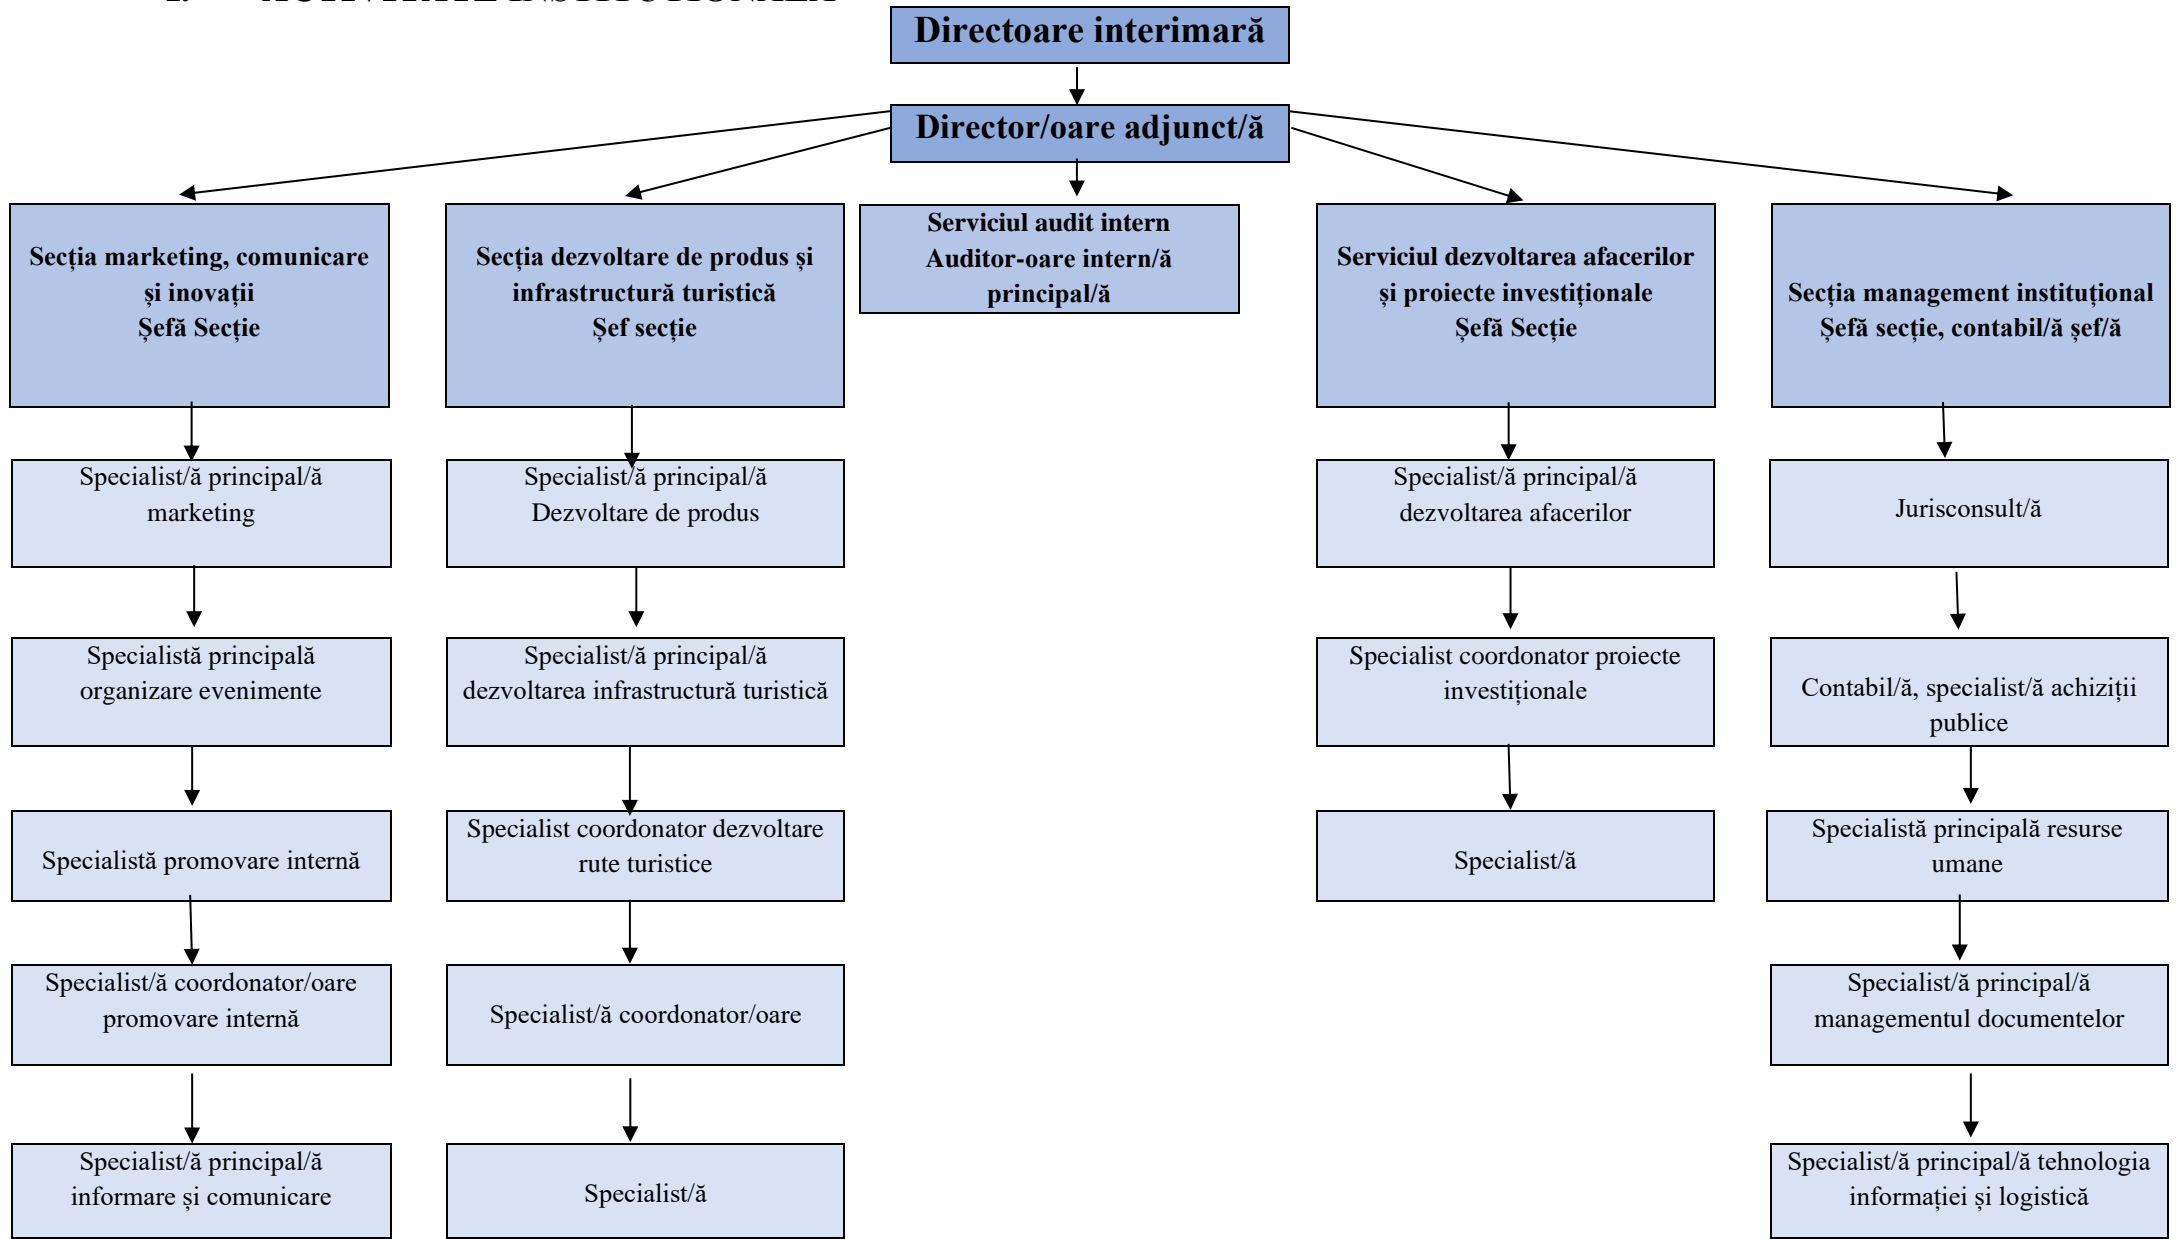 I. ACTIVITATE INSTITUȚIONALĂ
Directoare interimară
Director/oare adjunct/ă
Secția marketing, comunicare
și inovații
Șefă Secție
Secția dezvoltare de produs și
infrastructură turistică
Șef secție
Serviciul audit intern
Auditor-oare intern/ă
principal/ă
Serviciul dezvoltarea afacerilor
și proiecte investiționale
Șefă Secție
Secția management instituțional
Șefă secție, contabil/ă șef/ă
Specialist/ă principal/ă
marketing
Specialist/ă principal/ă
Dezvoltare de produs
Specialist/ă principal/ă
dezvoltarea afacerilor
Jurisconsult/ă
Specialistă principală
organizare evenimente
Specialist/ă principal/ă
dezvoltarea infrastructură turistică
Specialist coordonator proiecte
investiționale
Contabil/ă, specialist/ă achiziții
publice
Specialistă promovare internă
Specialist coordonator dezvoltare
rute turistice
Specialist/ă
Specialistă principală resurse
umane
Specialist/ă coordonator/oare
promovare internă
Specialist/ă coordonator/oare
Specialist/ă principal/ă
managementul documentelor
Specialist/ă principal/ă
informare și comunicare
Specialist/ă
Specialist/ă principal/ă tehnologia
informației și logistică